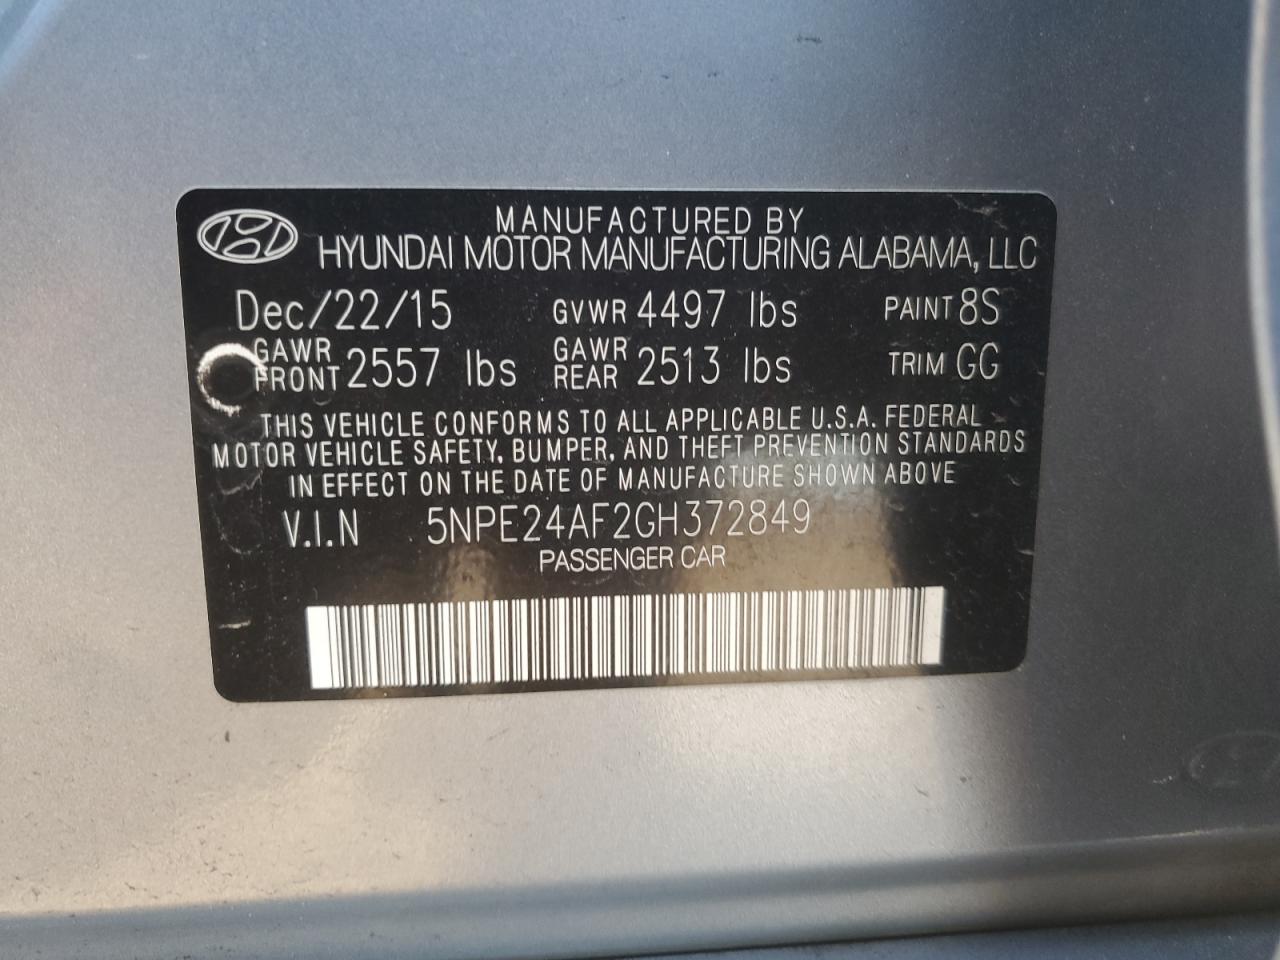 MANUFACTURED BY
HYUNDAI MOTOR MANUFACTURING ALABAMA, LLC
Dec/22/15 GVWR 4497 lbs PAINT 8S
GAWR FRONT 2557 lbs GAWR REAR 2513 lbs TRIM GG
THIS VEHICLE CONFORMS TO ALL APPLICABLE U.S.A. FEDERAL
MOTOR VEHICLE SAFETY, BUMPER, AND THEFT PREVENTION STANDARDS
IN EFFECT ON THE DATE OF MANUFACTURE SHOWN ABOVE
V.I.N 5NPE24AF2GH372849
PASSENGER CAR